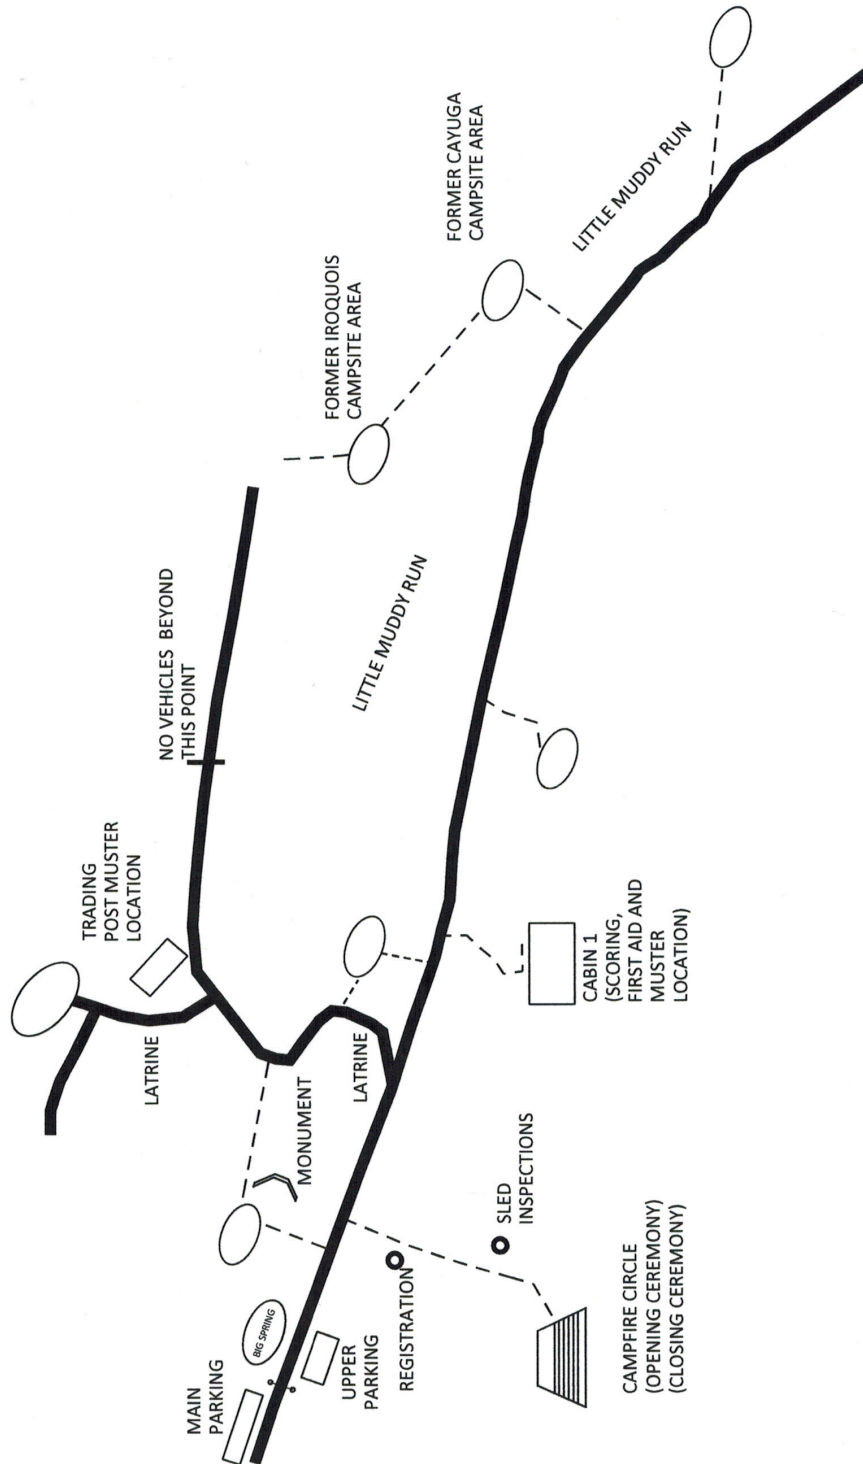 MAIN
PARKING
BIG SPRING
UPPER
PARKING
REGISTRATION
SLED
INSPECTIONS
CAMPFIRE CIRCLE
(OPENING CEREMONY)
(CLOSING CEREMONY)
MONUMENT
LATRINE
LATRINE
TRADING
POST MUSTER
LOCATION
CABIN 1
(SCORING,
FIRST AID AND
MUSTER
LOCATION)
NO VEHICLES BEYOND
THIS POINT
LITTLE MUDDY RUN
FORMER IROQUOIS
CAMPSITE AREA
FORMER CAYUGA
CAMPSITE AREA
LITTLE MUDDY RUN